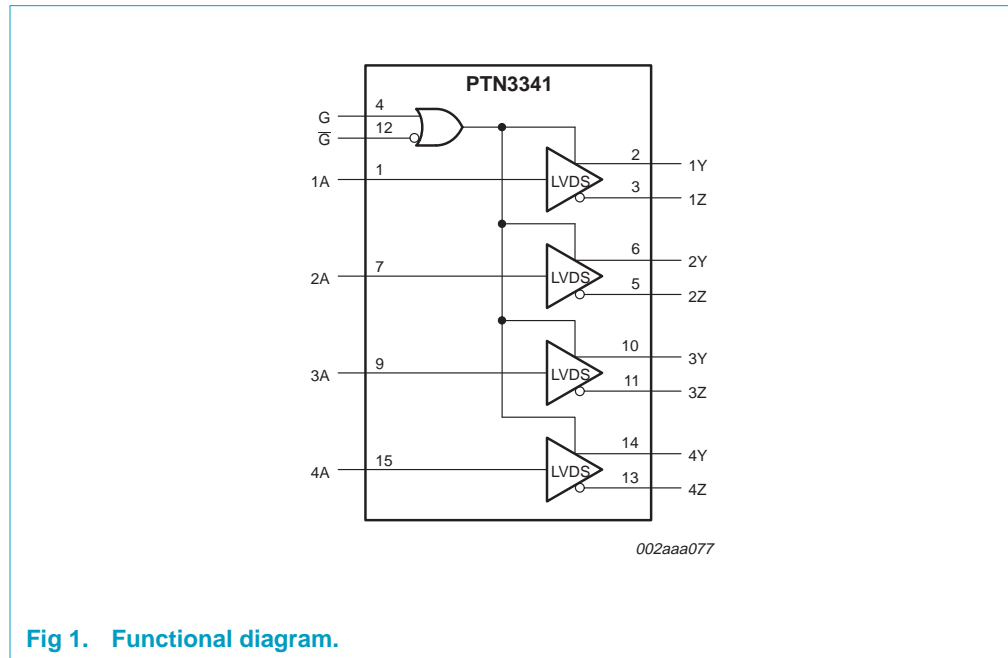 PTN3341
G 4
G̅ 12
1A 1
LVDS
2 1Y
3 1Z
2A 7
LVDS
6 2Y
5 2Z
3A 9
LVDS
10 3Y
11 3Z
4A 15
LVDS
14 4Y
13 4Z
002aaa077
Fig 1. Functional diagram.